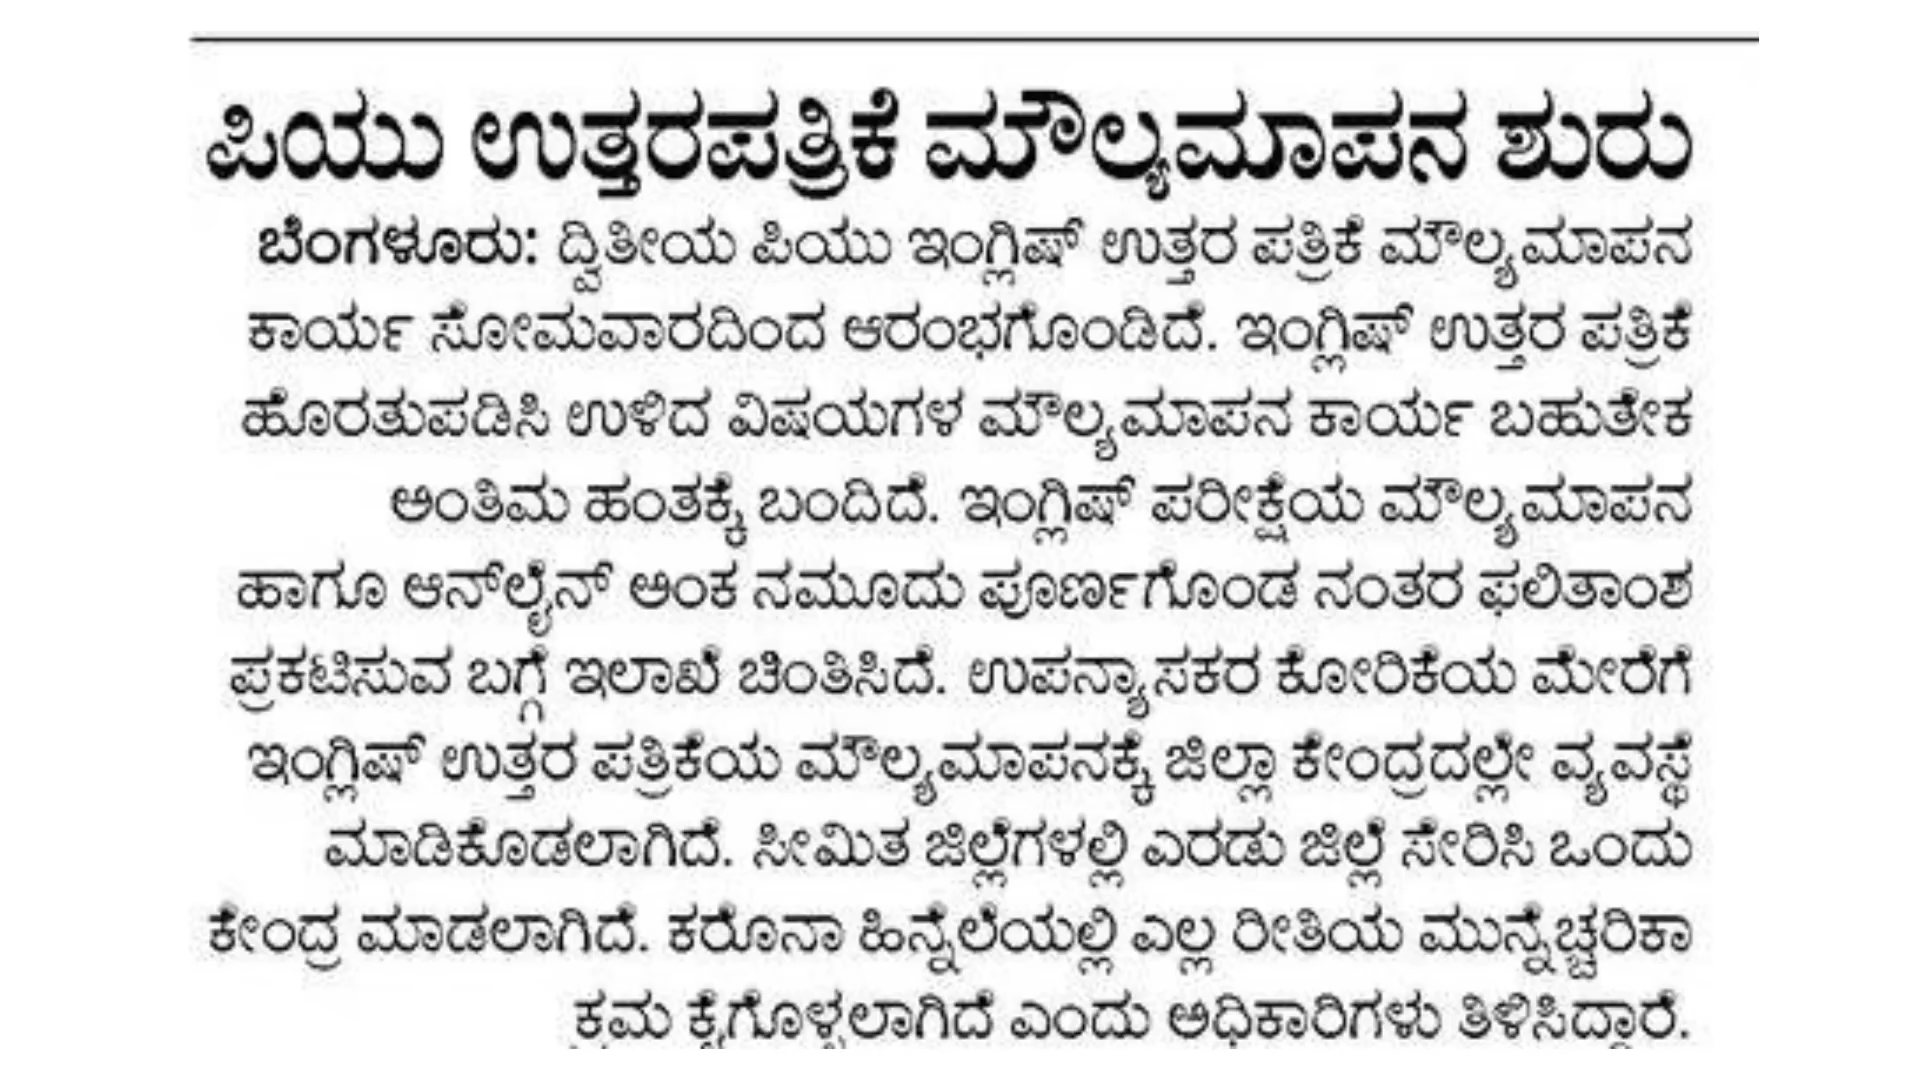 ಪಿಯು ಉತ್ತರಪತ್ರಿಕೆ ಮೌಲ್ಯಮಾಪನ ಶುರು
ಬೆಂಗಳೂರು: ದ್ವಿತೀಯ ಪಿಯು ಇಂಗ್ಲಿಷ್ ಉತ್ತರ ಪತ್ರಿಕೆ ಮೌಲ್ಯಮಾಪನ
ಕಾರ್ಯ ಸೋಮವಾರದಿಂದ ಆರಂಭಗೊಂಡಿದೆ. ಇಂಗ್ಲಿಷ್ ಉತ್ತರ ಪತ್ರಿಕೆ
ಹೊರತುಪಡಿಸಿ ಉಳಿದ ವಿಷಯಗಳ ಮೌಲ್ಯಮಾಪನ ಕಾರ್ಯ ಬಹುತೇಕ
ಅಂತಿಮ ಹಂತಕ್ಕೆ ಬಂದಿದೆ. ಇಂಗ್ಲಿಷ್ ಪರೀಕ್ಷೆಯ ಮೌಲ್ಯಮಾಪನ
ಹಾಗೂ ಆನ್‌ಲೈನ್ ಅಂಕ ನಮೂದು ಪೂರ್ಣಗೊಂಡ ನಂತರ ಫಲಿತಾಂಶ
ಪ್ರಕಟಿಸುವ ಬಗ್ಗೆ ಇಲಾಖೆ ಚಿಂತಿಸಿದೆ. ಉಪನ್ಯಾಸಕರ ಕೋರಿಕೆಯ ಮೇರೆಗೆ
ಇಂಗ್ಲಿಷ್ ಉತ್ತರ ಪತ್ರಿಕೆಯ ಮೌಲ್ಯಮಾಪನಕ್ಕೆ ಜಿಲ್ಲಾ ಕೇಂದ್ರದಲ್ಲೇ ವ್ಯವಸ್ಥೆ
ಮಾಡಿಕೊಡಲಾಗಿದೆ. ಸೀಮಿತ ಜಿಲ್ಲೆಗಳಲ್ಲಿ ಎರಡು ಜಿಲ್ಲೆ ಸೇರಿಸಿ ಒಂದು
ಕೇಂದ್ರ ಮಾಡಲಾಗಿದೆ. ಕರೊನಾ ಹಿನ್ನೆಲೆಯಲ್ಲಿ ಎಲ್ಲ ರೀತಿಯ ಮುನ್ನೆಚ್ಚರಿಕಾ
ಕ್ರಮ ಕೈಗೊಳ್ಳಲಾಗಿದೆ ಎಂದು ಅಧಿಕಾರಿಗಳು ತಿಳಿಸಿದ್ದಾರೆ.